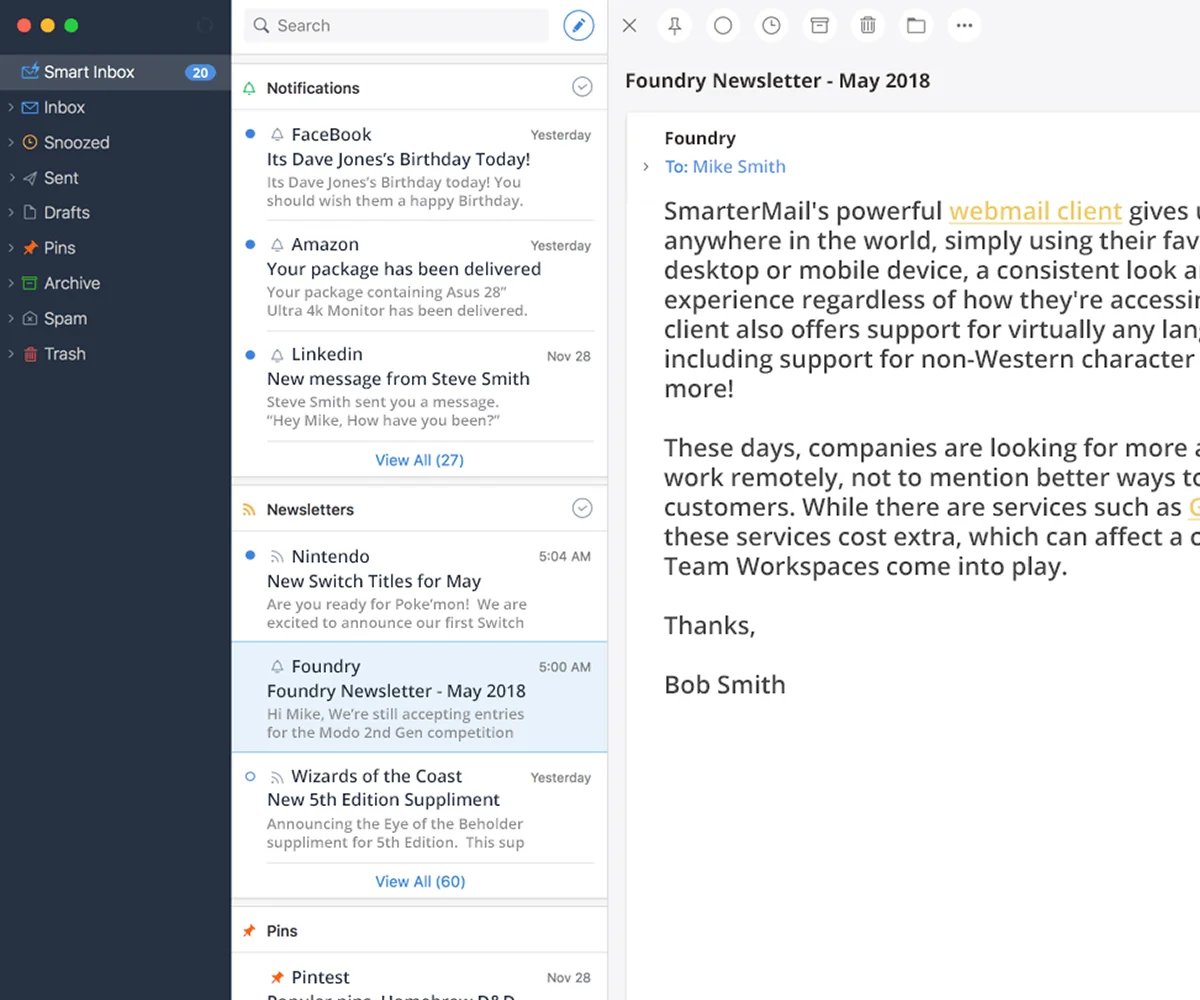 Smart Inbox 20
Inbox
Snoozed
Sent
Drafts
Pins
Archive
Spam
Trash
Search
Notifications
FaceBook Yesterday
Its Dave Jones's Birthday Today!
Its Dave Jones's Birthday today! You
should wish them a happy Birthday.
Amazon Yesterday
Your package has been delivered
Your package containing Asus 28"
Ultra 4k Monitor has been delivered.
Linkedin Nov 28
New message from Steve Smith
Steve Smith sent you a message.
"Hey Mike, How have you been?"
View All (27)
Newsletters
Nintendo 5:04 AM
New Switch Titles for May
Are you ready for Poke'mon!  We are
excited to announce our first Switch
Foundry 5:00 AM
Foundry Newsletter - May 2018
Hi Mike, We're still accepting entries
for the Modo 2nd Gen competition
Wizards of the Coast Yesterday
New 5th Edition Suppliment
Announcing the Eye of the Beholder
suppliment for 5th Edition.  This sup
View All (60)
Pins
Pintest Nov 28
Popular pins, Homebrew D&D
Foundry Newsletter - May 2018
Foundry
To: Mike Smith
SmarterMail's powerful webmail client gives
anywhere in the world, simply using their fav
desktop or mobile device, a consistent look a
experience regardless of how they're accessin
client also offers support for virtually any lang
including support for non-Western character
more!
These days, companies are looking for more a
work remotely, not to mention better ways to
customers. While there are services such as G
these services cost extra, which can affect a c
Team Workspaces come into play.
Thanks,
Bob Smith